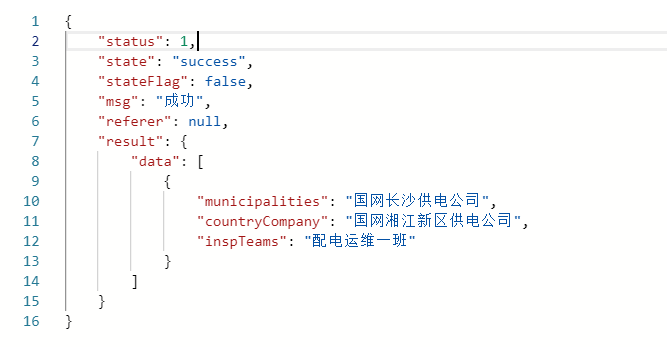 1 {
2 "status": 1,
3 "state": "success",
4 "stateFlag": false,
5 "msg": "成功",
6 "referer": null,
7 "result": {
8 "data": [
9 {
10 "municipalities": "国网长沙供电公司",
11 "countryCompany": "国网湘江新区供电公司",
12 "inspTeams": "配电运维一班"
13 }
14 ]
15 }
16 }